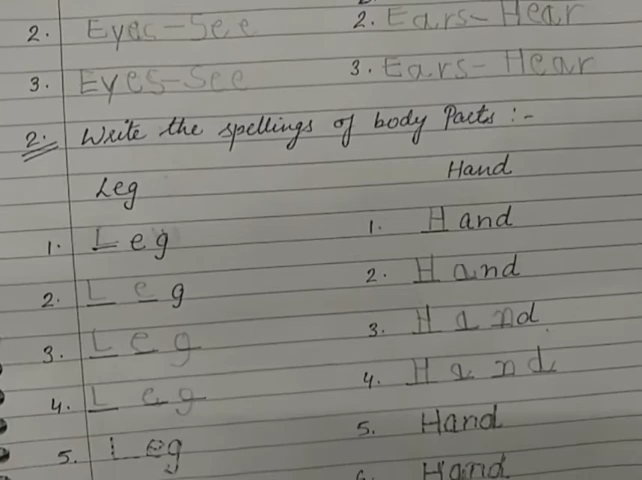 2. Eyes-See 2. Ears-Hear
3. Eyes-See 3. Ears-Hear
2. Write the spellings of body Parts :-
Leg Hand
1. Leg 1. Hand
2. Leg 2. Hand
3. Leg 3. Hand
4. Leg 4. Hand
5. Leg 5. Hand
6. Hand